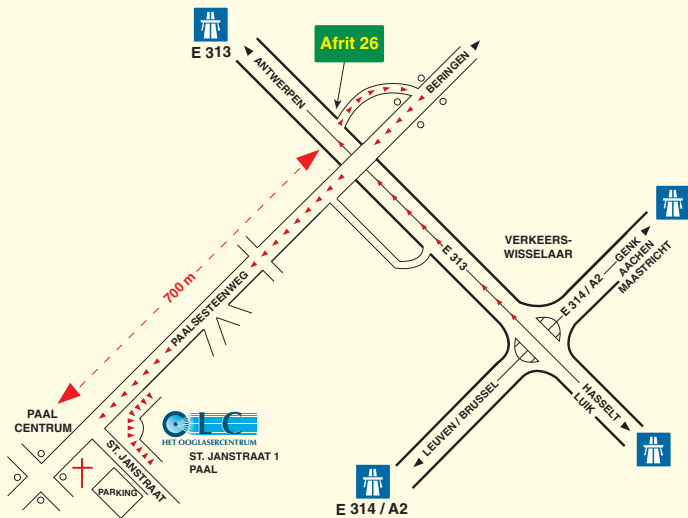 E 313
Afrit 26
ANTWERPEN
BERINGEN
E 313
VERKEERS-
WISSELAAR
E 314 / A2
GENK
AACHEN
MAASTRICHT
700 m
PAALSESTEENWEG
PAAL
CENTRUM
OLC
HET OOGLASERCENTRUM
ST. JANSTRAAT 1
PAAL
ST. JANSTRAAT
PARKING
LEUVEN / BRUSSEL
HASSELT
LUIK
E 314 / A2